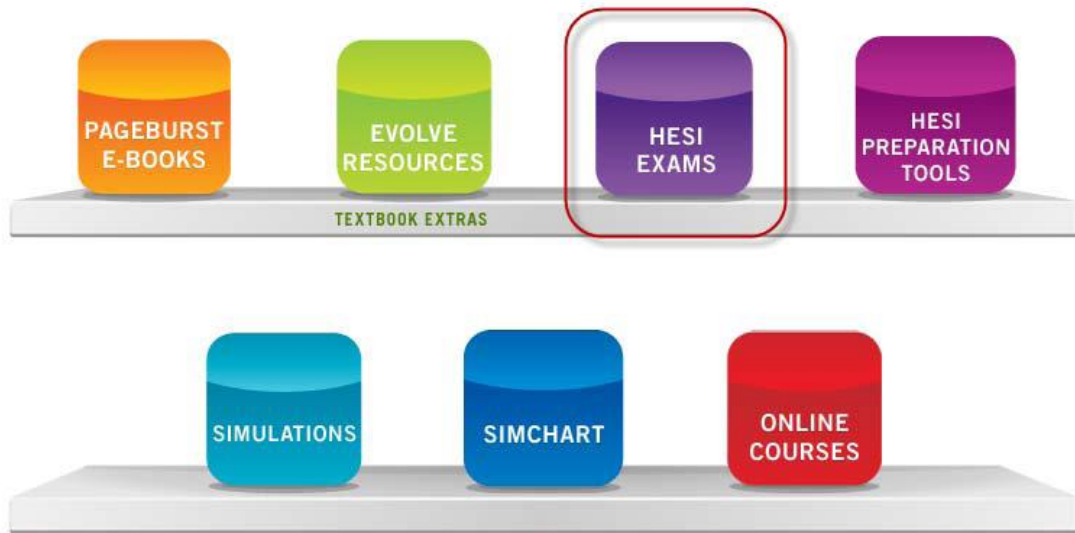 PAGEBURST
E-BOOKS
EVOLVE
RESOURCES
HESI
EXAMS
HESI
PREPARATION
TOOLS
TEXTBOOK EXTRAS
SIMULATIONS
SIMCHART
ONLINE
COURSES